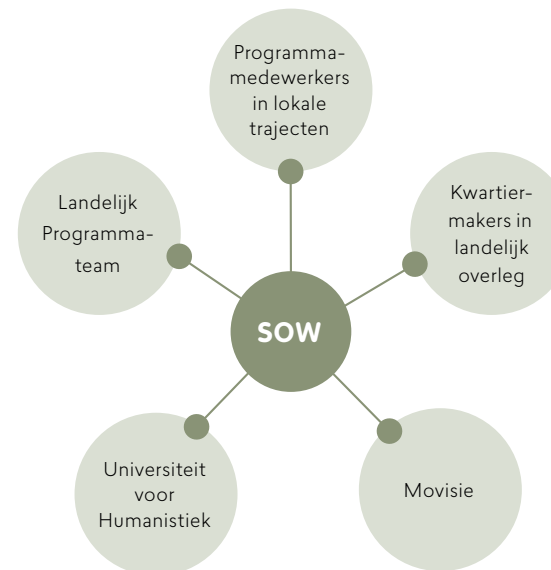 Programma-
medewerkers
in lokale
trajecten
Landelijk
Programma-
team
Kwartier-
makers in
landelijk
overleg
SOW
Universiteit
voor
Humanistiek
Movisie